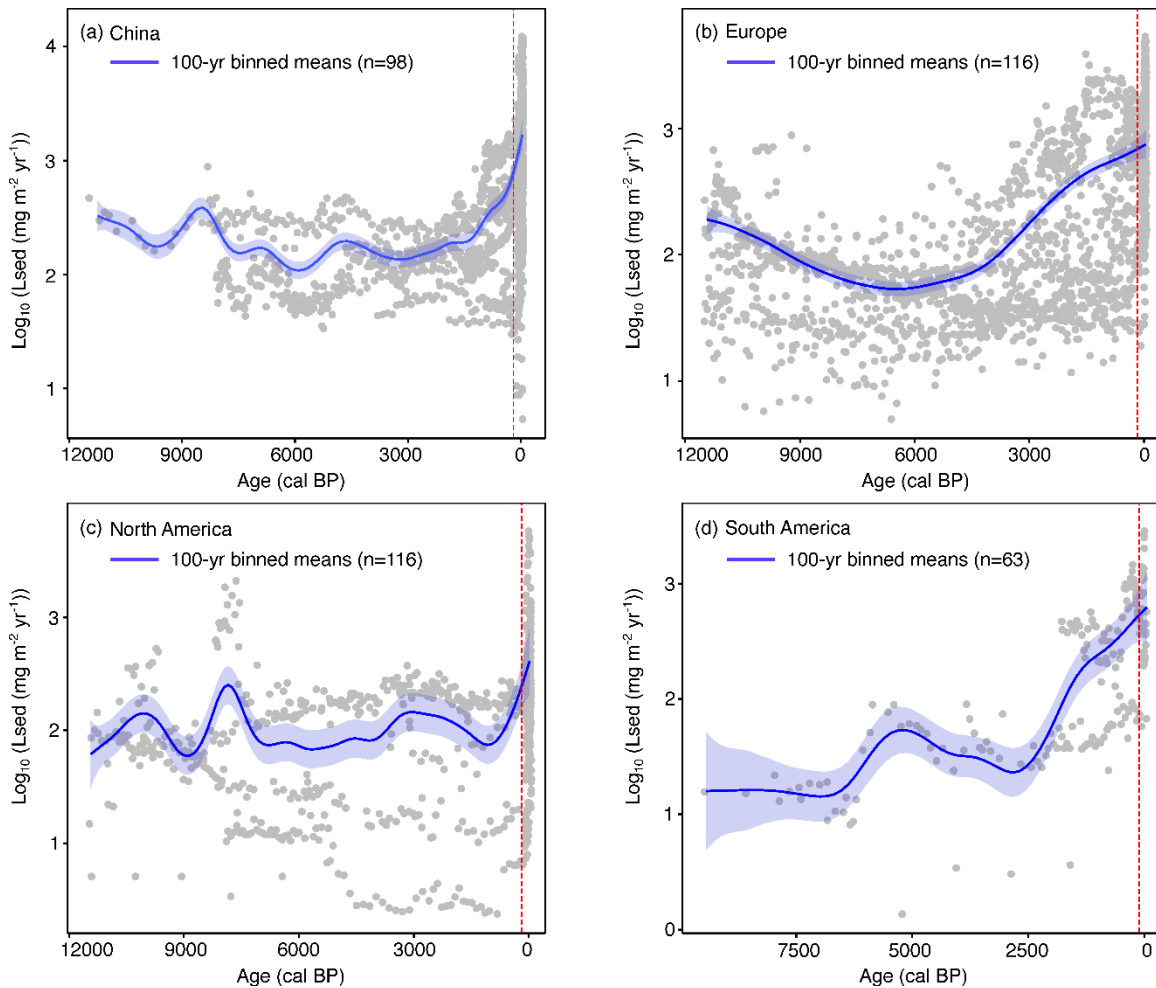 (a) China
100-yr binned means (n=98)
Log₁₀ (Lsed (mg m⁻² yr⁻¹))
4
3
2
1
12000 9000 6000 3000 0
Age (cal BP)
(b) Europe
100-yr binned means (n=116)
Log₁₀ (Lsed (mg m⁻² yr⁻¹))
3
2
1
12000 9000 6000 3000 0
Age (cal BP)
(c) North America
100-yr binned means (n=116)
Log₁₀ (Lsed (mg m⁻² yr⁻¹))
3
2
1
12000 9000 6000 3000 0
Age (cal BP)
(d) South America
100-yr binned means (n=63)
Log₁₀ (Lsed (mg m⁻² yr⁻¹))
3
2
1
0
7500 5000 2500 0
Age (cal BP)